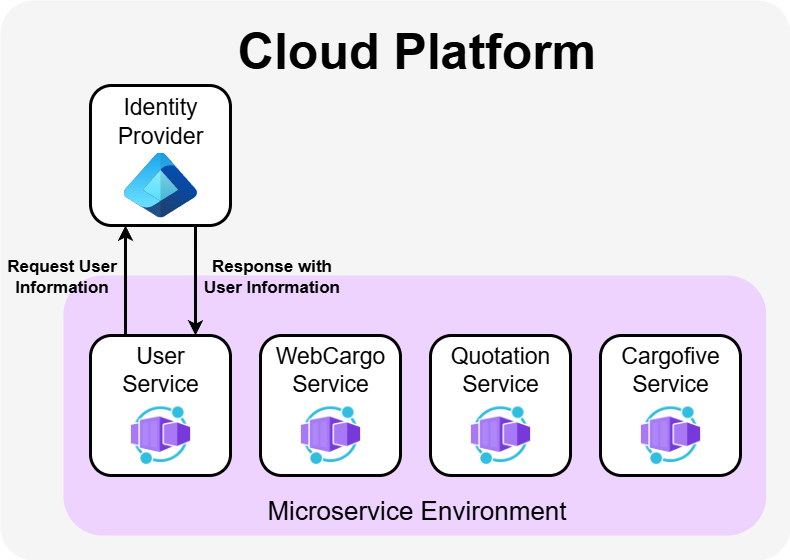 Cloud Platform
Identity
Provider
Request User
Information
Response with
User Information
User
Service
WebCargo
Service
Quotation
Service
Cargofive
Service
Microservice Environment